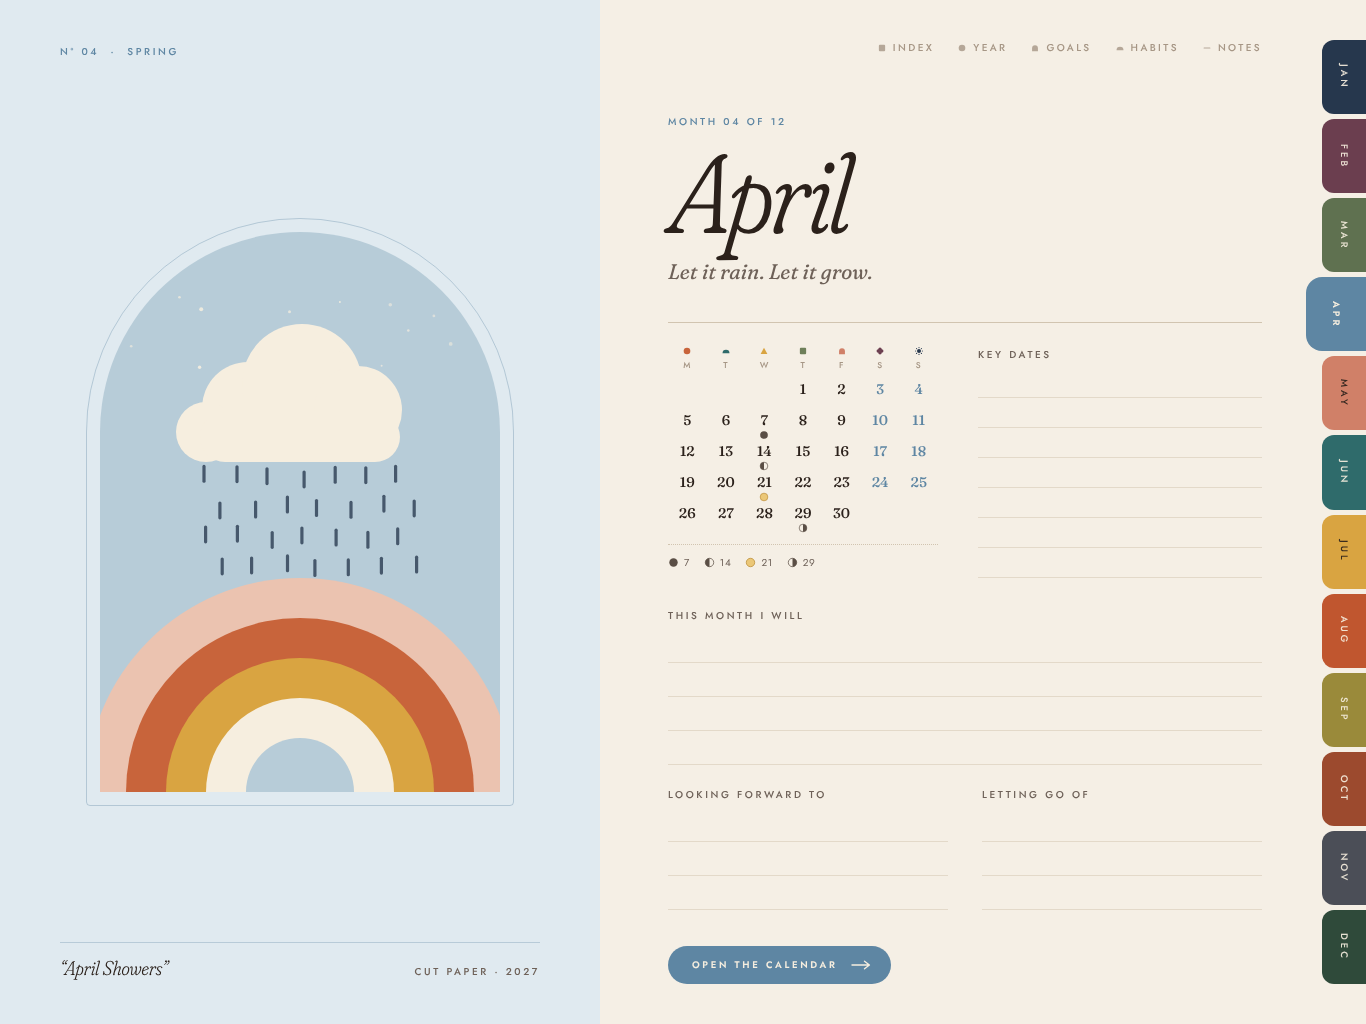 N° 04 · SPRING
“April Showers”
CUT PAPER · 2027
INDEX YEAR GOALS HABITS NOTES
MONTH 04 OF 12
April
Let it rain. Let it grow.
M T W T F S S
1 2 3 4
5 6 7 8 9 10 11
12 13 14 15 16 17 18
19 20 21 22 23 24 25
26 27 28 29 30
7 14 21 29
KEY DATES
THIS MONTH I WILL
LOOKING FORWARD TO
LETTING GO OF
OPEN THE CALENDAR →
JAN
FEB
MAR
APR
MAY
JUN
JUL
AUG
SEP
OCT
NOV
DEC